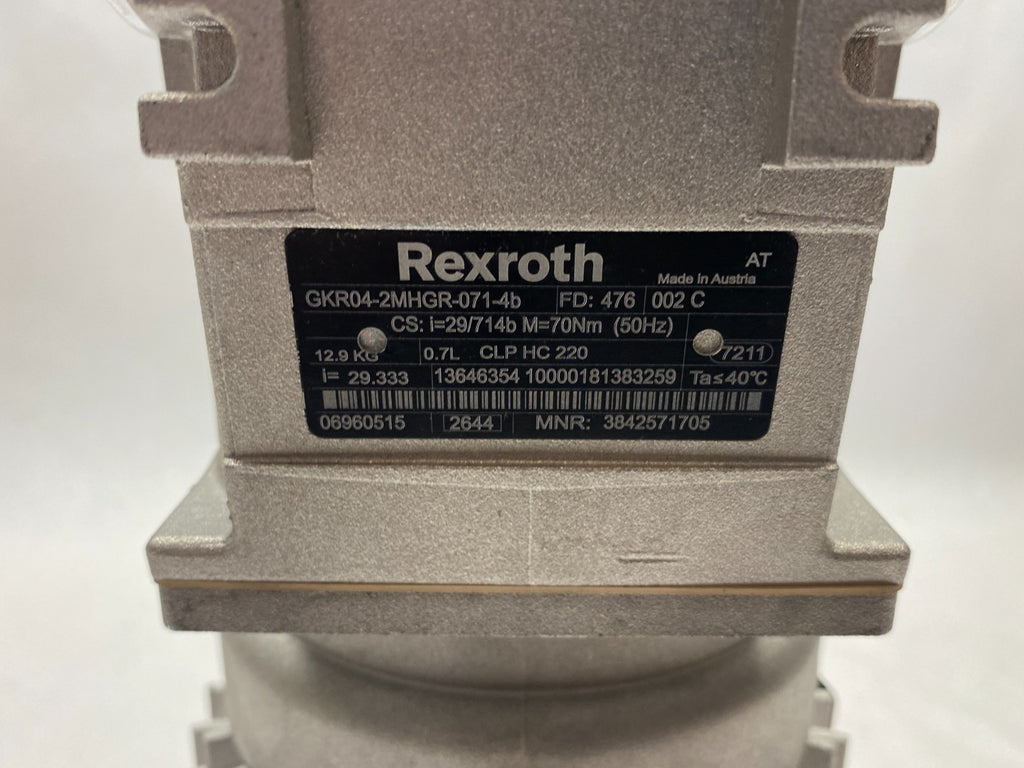 Rexroth
AT
Made in Austria
GKR04-2MHGR-071-4b FD: 476 002 C
CS: i=29/714b M=70Nm (50Hz)
12.9 KG 0.7L CLP HC 220 7211
i= 29.333 13646354 10000181383259 Ta≤40°C
06960515 2644 MNR: 3842571705